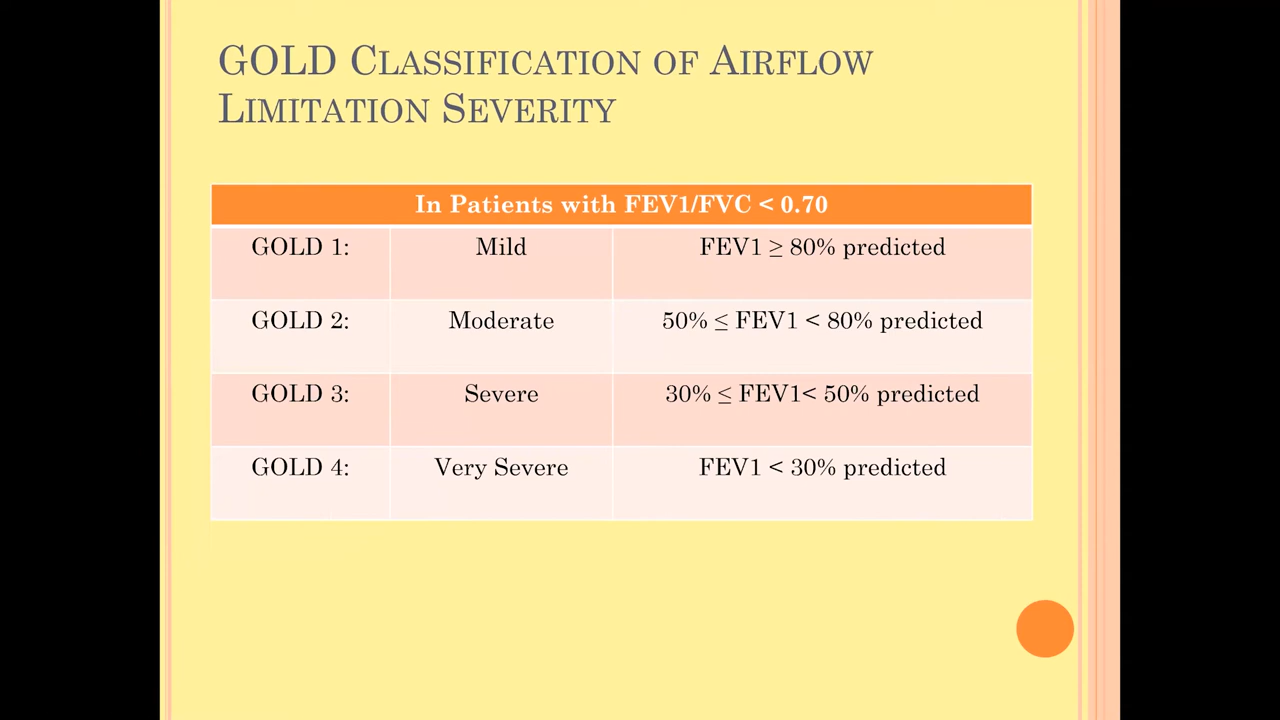 GOLD Classification of Airflow
Limitation Severity
In Patients with FEV1/FVC < 0.70
GOLD 1: Mild FEV1 ≥ 80% predicted
GOLD 2: Moderate 50% ≤ FEV1 < 80% predicted
GOLD 3: Severe 30% ≤ FEV1< 50% predicted
GOLD 4: Very Severe FEV1 < 30% predicted